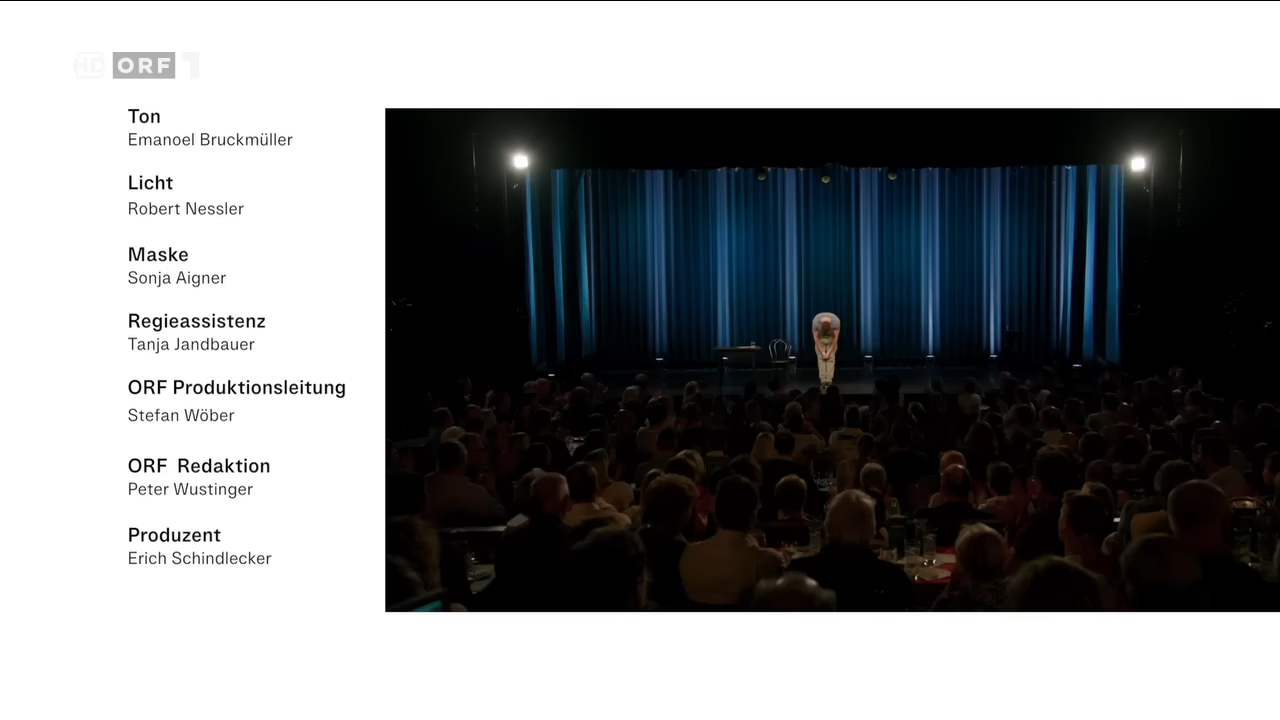 HD ORF 1
Ton
Emanoel Bruckmüller
Licht
Robert Nessler
Maske
Sonja Aigner
Regieassistenz
Tanja Jandbauer
ORF Produktionsleitung
Stefan Wöber
ORF Redaktion
Peter Wustinger
Produzent
Erich Schindlecker